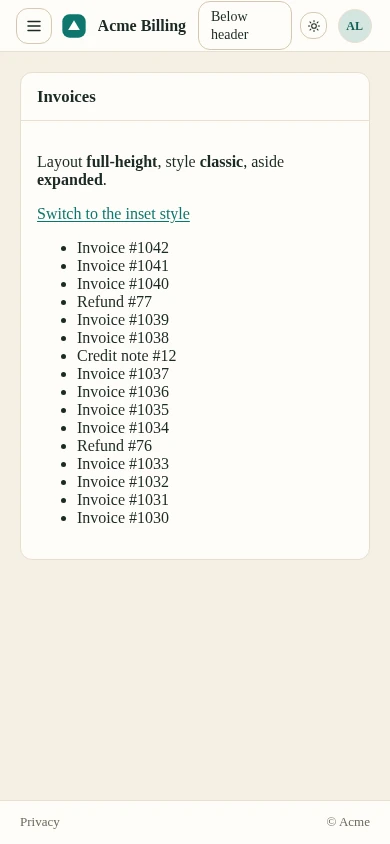 Acme Billing
Below
header
AL
Invoices
Layout full-height, style classic, aside
expanded.
Switch to the inset style
Invoice #1042
Invoice #1041
Invoice #1040
Refund #77
Invoice #1039
Invoice #1038
Credit note #12
Invoice #1037
Invoice #1036
Invoice #1035
Invoice #1034
Refund #76
Invoice #1033
Invoice #1032
Invoice #1031
Invoice #1030
Privacy
© Acme